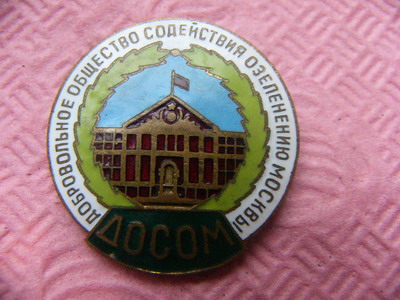 ДОБРОВОЛЬНОЕ ОБЩЕСТВО СОДЕЙСТВИЯ ОЗЕЛЕНЕНИЮ МОСКВЫ
ДОСОМ